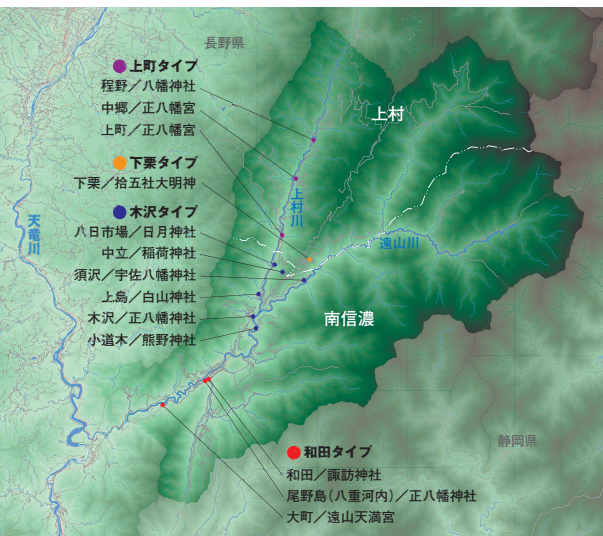 長野県
上町タイプ
程野／八幡神社
中郷／正八幡宮
上町／正八幡宮
上村
下栗タイプ
下栗／拾五社大明神
木沢タイプ
八日市場／日月神社
中立／稲荷神社
須沢／宇佐八幡神社
上島／白山神社
木沢／正八幡神社
小道木／熊野神社
天竜川
上村川
遠山川
南信濃
静岡県
和田タイプ
和田／諏訪神社
尾野島（八重河内）／正八幡神社
大町／遠山天満宮